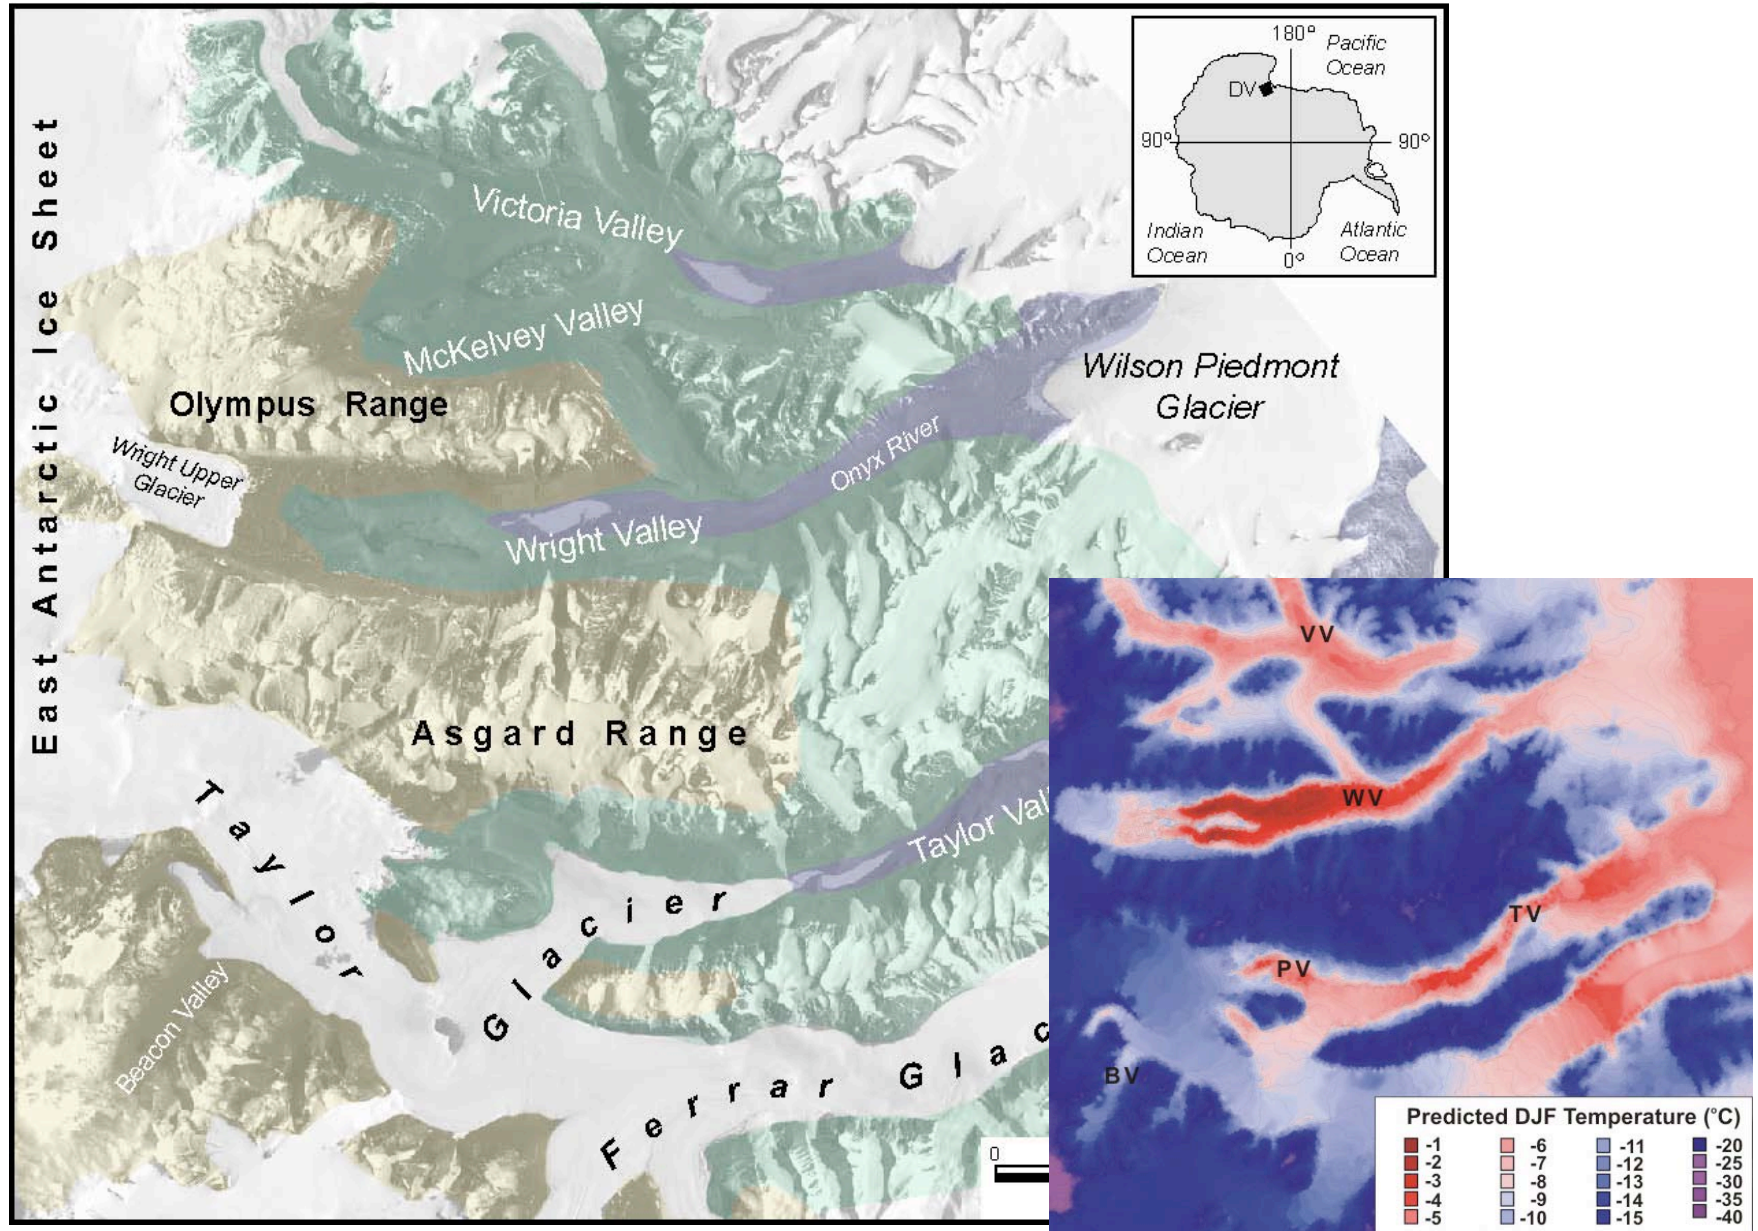 East Antarctic Ice Sheet
Victoria Valley
McKelvey Valley
Olympus Range
Wright Upper
Glacier
Onyx River
Wright Valley
Wilson Piedmont
Glacier
Asgard Range
Taylor
Glacier
Taylor Val
Beacon Valley
Ferrar Glac
0
180°
Pacific
Ocean
DV
90°
90°
Indian
Ocean
Atlantic
Ocean
0°
VV
WV
TV
PV
BV
Predicted DJF Temperature (°C)
-1 -6 -11 -20
-2 -7 -12 -25
-3 -8 -13 -30
-4 -9 -14 -35
-5 -10 -15 -40